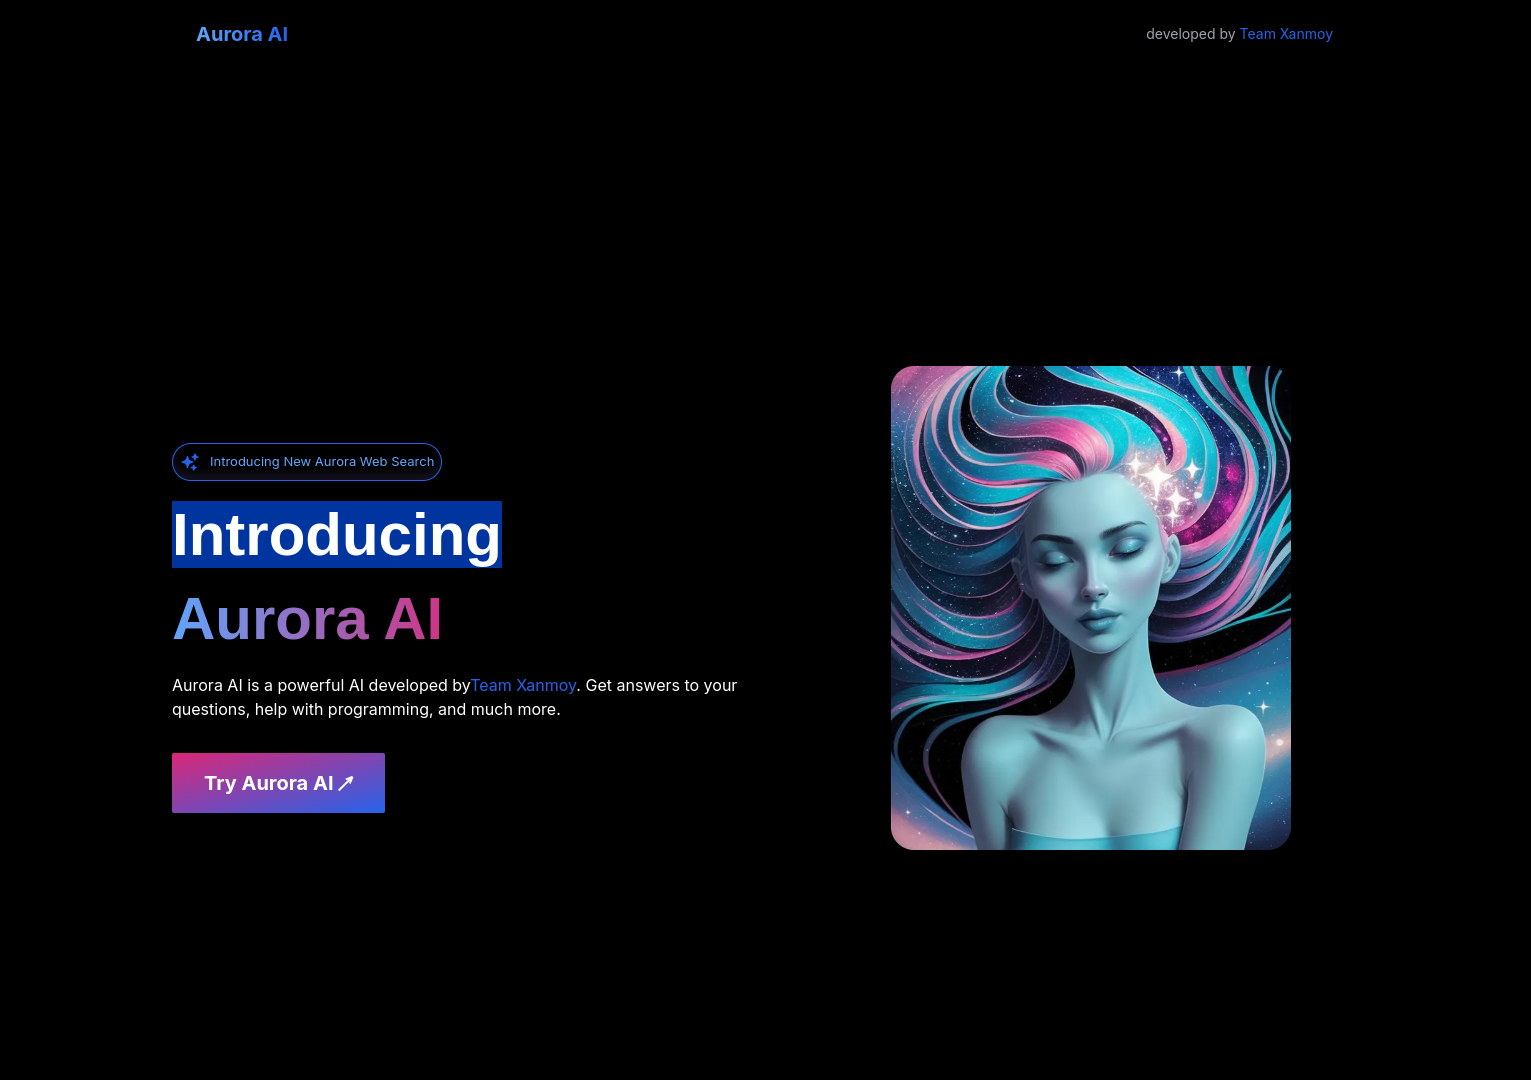 Aurora AI
developed by Team Xanmoy
Introducing New Aurora Web Search
Introducing
Aurora AI
Aurora AI is a powerful AI developed byTeam Xanmoy. Get answers to your
questions, help with programming, and much more.
Try Aurora AI